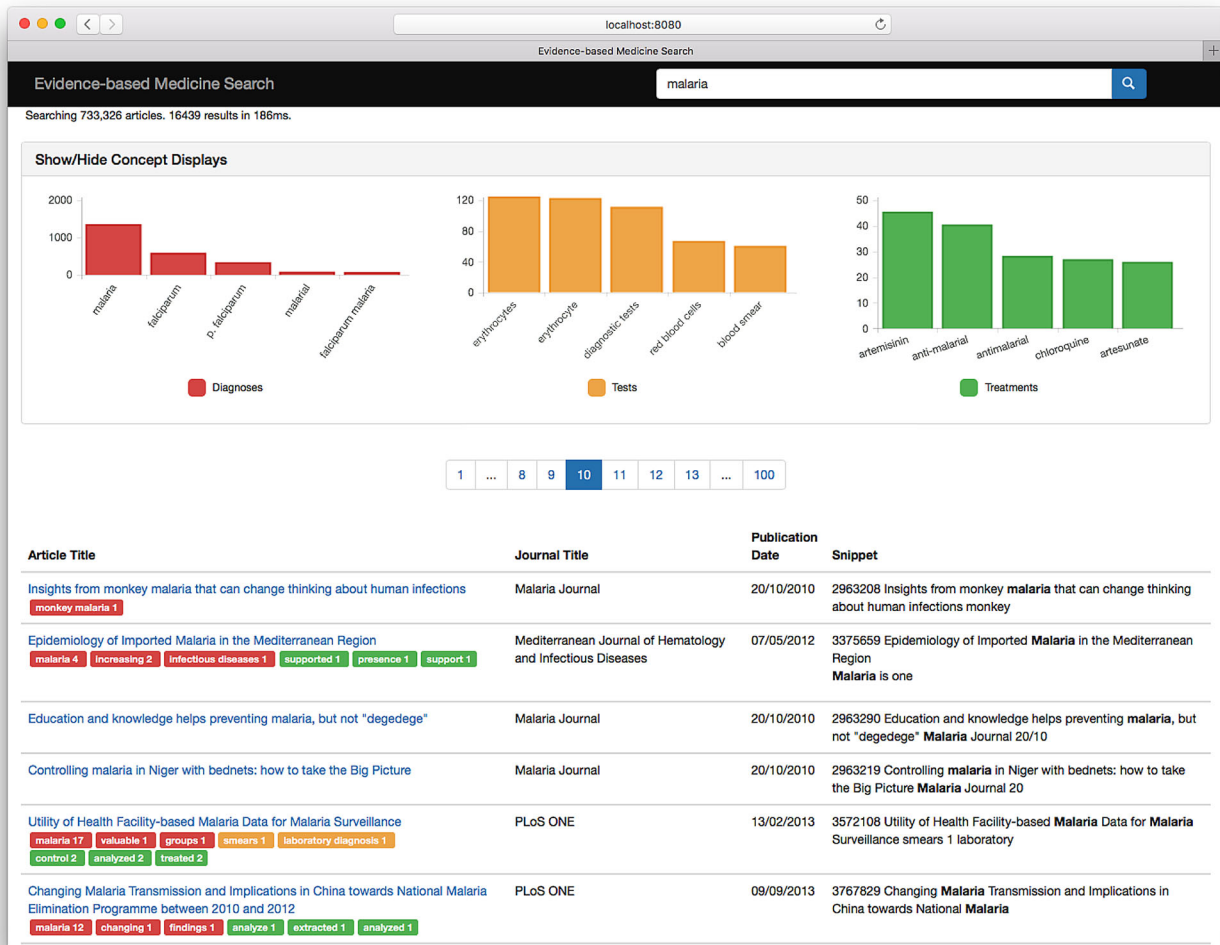 localhost:8080
Evidence-based Medicine Search
+
Evidence-based Medicine Search
malaria
Searching 733,326 articles. 16439 results in 186ms.
Show/Hide Concept Displays
2000
1000
0
malaria
falciparum
p. falciparum
malarial
falciparum malaria
Diagnoses
120
80
40
0
erythrocytes
erythrocyte
diagnostic tests
red blood cells
blood smear
Tests
50
40
30
20
10
0
artemisinin
anti-malarial
antimalarial
chloroquine
artesunate
Treatments
1 ... 8 9 10 11 12 13 ... 100
Publication
Article Title Journal Title Date Snippet
Insights from monkey malaria that can change thinking about human infections Malaria Journal 20/10/2010 2963208 Insights from monkey malaria that can change thinking
monkey malaria 1 about human infections monkey
Epidemiology of Imported Malaria in the Mediterranean Region Mediterranean Journal of Hematology 07/05/2012 3375659 Epidemiology of Imported Malaria in the Mediterranean
malaria 4 increasing 2 infectious diseases 1 supported 1 presence 1 support 1 and Infectious Diseases Region
Malaria is one
Education and knowledge helps preventing malaria, but not "degedege" Malaria Journal 20/10/2010 2963290 Education and knowledge helps preventing malaria, but
not "degedege" Malaria Journal 20/10
Controlling malaria in Niger with bednets: how to take the Big Picture Malaria Journal 20/10/2010 2963219 Controlling malaria in Niger with bednets: how to take
the Big Picture Malaria Journal 20
Utility of Health Facility-based Malaria Data for Malaria Surveillance PLoS ONE 13/02/2013 3572108 Utility of Health Facility-based Malaria Data for Malaria
malaria 17 valuable 1 groups 1 smears 1 laboratory diagnosis 1 Surveillance smears 1 laboratory
control 2 analyzed 2 treated 2
Changing Malaria Transmission and Implications in China towards National Malaria PLoS ONE 09/09/2013 3767829 Changing Malaria Transmission and Implications in
Elimination Programme between 2010 and 2012 China towards National Malaria
malaria 12 changing 1 findings 1 analyze 1 extracted 1 analyzed 1